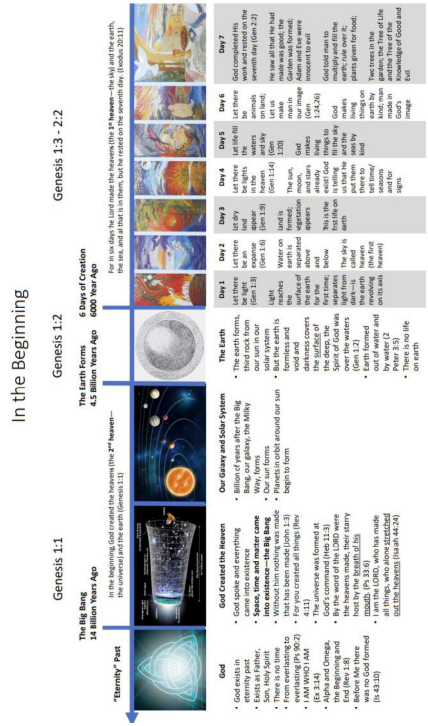 In the Beginning
Genesis 1:1
Genesis 1:2
Genesis 1:3 – 2:2
"Eternity" Past
The Big Bang
14 Billion Years Ago
In the beginning, God created the heavens (the 2nd heaven—
the universe) and the earth (Genesis 1:1)
The Earth Forms
4.5 Billion Years Ago
6 Days of Creation
6000 Year Ago
For in six days he Lord made the heavens (the 1st heaven—the sky) and the earth,
the sea, and al that is in them, but he rested on the seventh day. (Exodus 20:11)
God
• God exists in
eternity past
• Exists as Father,
Son, Holy Spirit
• There is no time
• From everlasting to
everlasting (Ps 90:2)
• I AM WHO I AM
(Ex 3:14)
• Alpha and Omega,
the Beginning and
End (Rev 1:8)
• Before Me there
was no God formed
(Is 43:10)
God Created the Heaven
• God spoke and everything
came into existence
• Space, time and matter came
into existence—the Big Bang
• Without him nothing was made
that has been made (John 1:3)
• For you created all things (Rev
4:11)
• The universe was formed at
God's command (Heb 11:3)
• By the word of the LORD were
the heavens made, their starry
host by the breath of his
mouth. (Ps 33:6)
• I am the LORD, who has made
all things, who alone stretched
out the heavens (Isaiah 44:24)
Our Galaxy and Solar System
• Billion of years after the Big
Bang, our galaxy, the Milky
Way, forms
• Our sun forms
• Planets in orbit around our sun
begin to form
The Earth
• The earth forms,
third rock from
our sun in our
solar system
• But the earth is
formless and
void and
darkness covers
the surface of
the deep, the
Spirit of God was
over the waters
(Gen 1:2)
• Earth formed
out of water and
by water (2
Peter 3:5)
• There is no life
on earth
Day 1
Let there
be light
(Gen 1:3)
Light
reaches
the
surface of
the earth
for the
first time;
separates
light from
dark—is
the earth
revolving
on its axis
Day 2
Let there
be an
expanse
(Gen 1:6)
Water on
earth is
separated
above
and
below
The sky is
called
heaven
(the first
heaven)
Day 3
Let dry
land
appear
(Gen 1:9)
Land is
formed;
vegetation
appears
This is the
first life on
earth
Day 4
Let there
be lights
in the
heaven
(Gen 1:14)
The sun,
moon,
and stars
already
exist! God
is telling
us that He
put them
there to
tell time/
seasons
and for
signs
Day 5
Let life fill
the
waters
and sky
(Gen
1:20)
God
makes
living
things to
fill the sky
and the
seas by
kind
Day 6
Let there
be
animals
on land;
Let us
make
man in
our image
(Gen
1:24,26)
God
makes
living
things on
earth by
kind; man
made in
God's
image
Day 7
God completed His
work and rested on the
seventh day (Gen 2:2)
He saw all that He had
made was good; the
Garden was formed;
Adam and Eve were
innocent to evil
God told man to
multiply and fill the
earth; rule over it;
plants given for food;
Two trees in the
garden; the Tree of Life
and the Tree of the
Knowledge of Good and
Evil